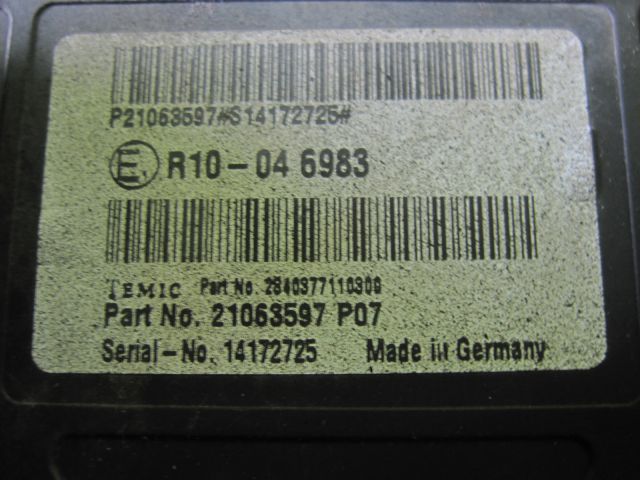 P21063597#S14172725#
E1 R10-04 6983
TEMIC Part No. 2840377110300
Part No. 21063597 P07
Serial-No. 14172725 Made in Germany